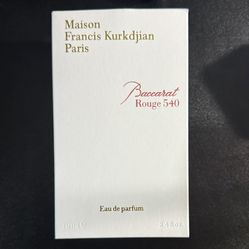 Maison
Francis Kurkdjian
Paris
Baccarat
Rouge 540
Eau de parfum